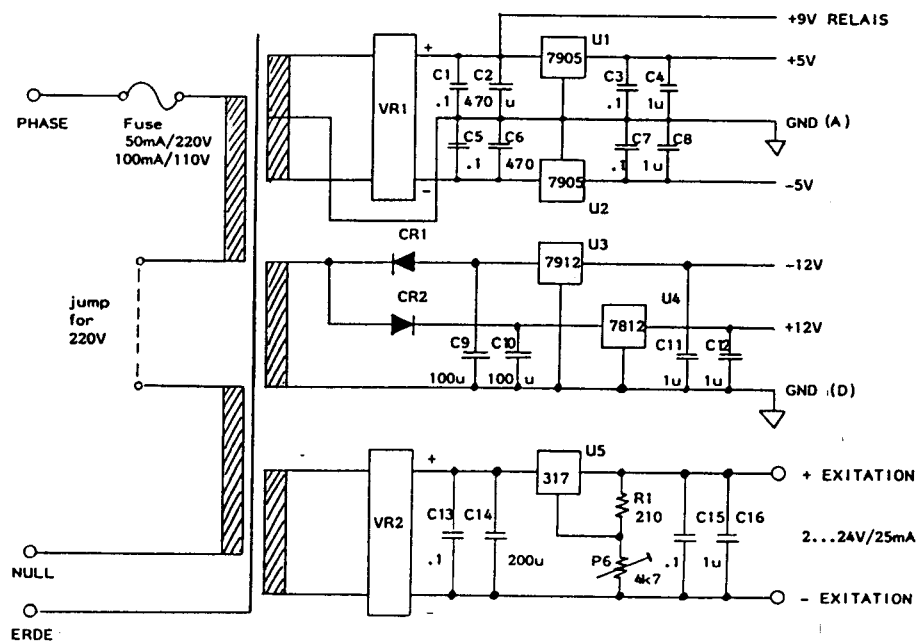 +9V RELAIS
U1
7905
+5V
+
C1
C2
C3
C4
VR1
.1
470 u
.1
1u
PHASE
Fuse
50mA/220V
100mA/110V
GND (A)
C5
C6
C7
C8
.1
470
.1
1u
-
7905
-5V
U2
CR1
U3
7912
-12V
CR2
U4
jump
for
220V
7812
+12V
C9
C10
C11
C12
100u
100 u
1u
1u
GND (D)
U5
+
317
+ EXITATION
R1
210
VR2
C13
C14
C15
C16
2...24V/25mA
.1
200u
P6
4k7
.1
1u
NULL
-
- EXITATION
ERDE